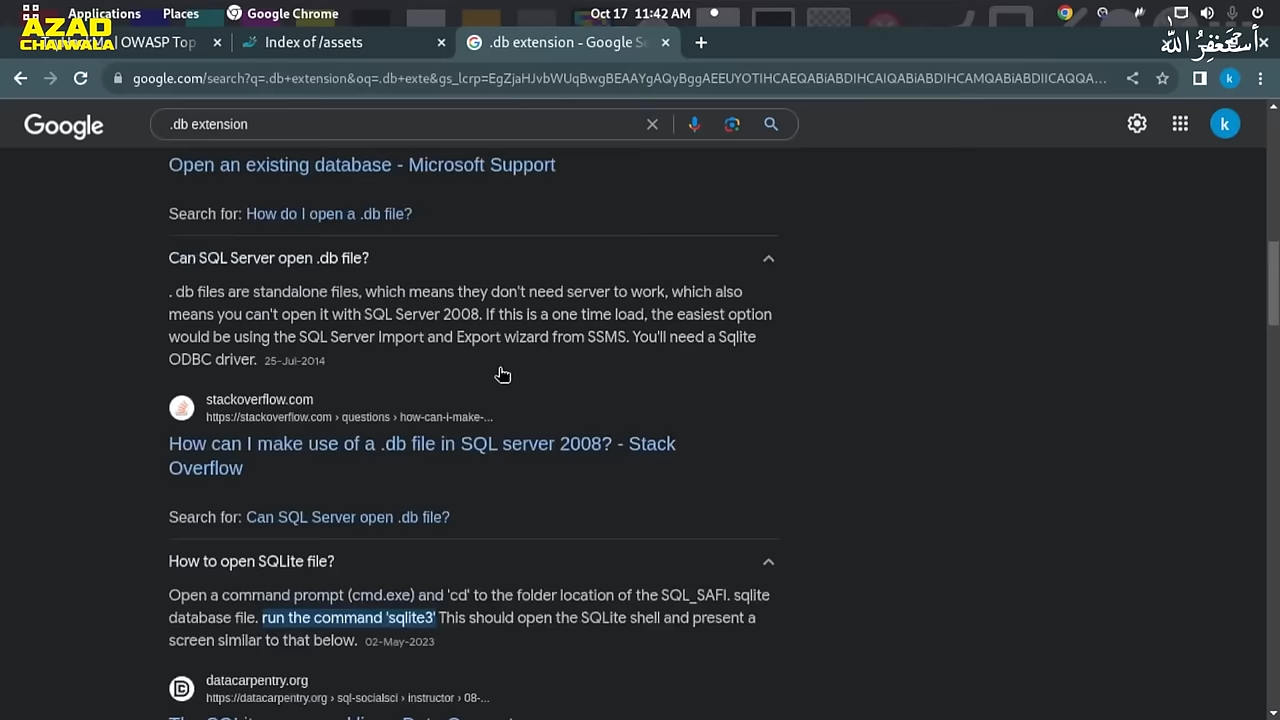 Applications Places Google Chrome Oct 17 11:42 AM
AZAD
CHAIWALA
OWASP Top Index of /assets .db extension - Google Se
أستغفر الله
google.com/search?q=.db+extension&oq=.db+exte&gs_lcrp=EgZjaHJvbWUqBwgBEAAYgAQyBggAEEUYOTIHCAEQABiABDIHCAIQABiABDIHCAMQABiABDIICAQQA...
k
Google
.db extension
k
Open an existing database - Microsoft Support
Search for: How do I open a .db file?
Can SQL Server open .db file?
. db files are standalone files, which means they don't need server to work, which also
means you can't open it with SQL Server 2008. If this is a one time load, the easiest option
would be using the SQL Server Import and Export wizard from SSMS. You'll need a Sqlite
ODBC driver. 25-Jul-2014
stackoverflow.com
https://stackoverflow.com › questions › how-can-i-make-...
How can I make use of a .db file in SQL server 2008? - Stack
Overflow
Search for: Can SQL Server open .db file?
How to open SQLite file?
Open a command prompt (cmd.exe) and 'cd' to the folder location of the SQL_SAFI. sqlite
database file. run the command 'sqlite3' This should open the SQLite shell and present a
screen similar to that below. 02-May-2023
datacarpentry.org
https://datacarpentry.org › sql-socialsci › instructor › 08-...